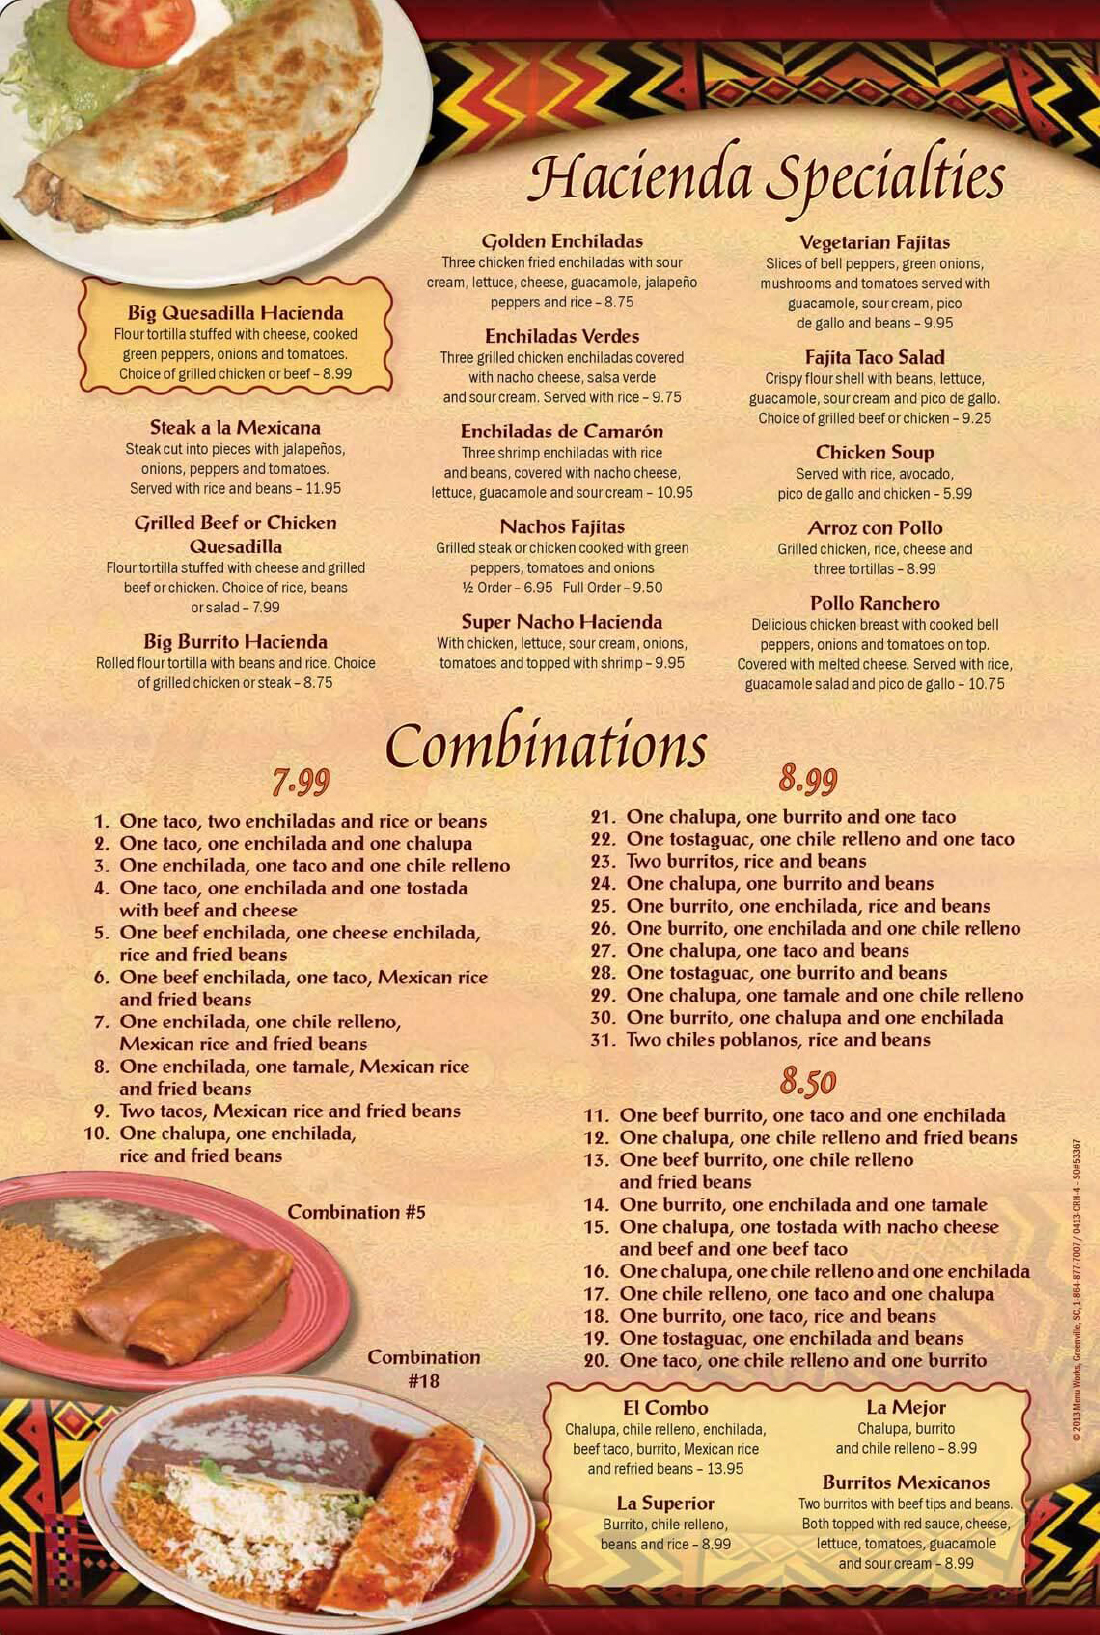 Hacienda Specialties
Big Quesadilla Hacienda
Flour tortilla stuffed with cheese, cooked
green peppers, onions and tomatoes.
Choice of grilled chicken or beef – 8.99
Steak a la Mexicana
Steak cut into pieces with jalapeños,
onions, peppers and tomatoes.
Served with rice and beans – 11.95
Grilled Beef or Chicken
Quesadilla
Flour tortilla stuffed with cheese and grilled
beef or chicken. Choice of rice, beans
or salad – 7.99
Big Burrito Hacienda
Rolled flour tortilla with beans and rice. Choice
of grilled chicken or steak – 8.75
Golden Enchiladas
Three chicken fried enchiladas with sour
cream, lettuce, cheese, guacamole, jalapeño
peppers and rice – 8.75
Enchiladas Verdes
Three grilled chicken enchiladas covered
with nacho cheese, salsa verde
and sour cream. Served with rice – 9.75
Enchiladas de Camarón
Three shrimp enchiladas with rice
and beans, covered with nacho cheese,
lettuce, guacamole and sour cream – 10.95
Nachos Fajitas
Grilled steak or chicken cooked with green
peppers, tomatoes and onions
½ Order – 6.95 Full Order – 9.50
Super Nacho Hacienda
With chicken, lettuce, sour cream, onions,
tomatoes and topped with shrimp – 9.95
Vegetarian Fajitas
Slices of bell peppers, green onions,
mushrooms and tomatoes served with
guacamole, sour cream, pico
de gallo and beans – 9.95
Fajita Taco Salad
Crispy flour shell with beans, lettuce,
guacamole, sour cream and pico de gallo.
Choice of grilled beef or chicken – 9.25
Chicken Soup
Served with rice, avocado,
pico de gallo and chicken – 5.99
Arroz con Pollo
Grilled chicken, rice, cheese and
three tortillas – 8.99
Pollo Ranchero
Delicious chicken breast with cooked bell
peppers, onions and tomatoes on top.
Covered with melted cheese. Served with rice,
guacamole salad and pico de gallo – 10.75
Combinations
7.99
1. One taco, two enchiladas and rice or beans
2. One taco, one enchilada and one chalupa
3. One enchilada, one taco and one chile relleno
4. One taco, one enchilada and one tostada
with beef and cheese
5. One beef enchilada, one cheese enchilada,
rice and fried beans
6. One beef enchilada, one taco, Mexican rice
and fried beans
7. One enchilada, one chile relleno,
Mexican rice and fried beans
8. One enchilada, one tamale, Mexican rice
and fried beans
9. Two tacos, Mexican rice and fried beans
10. One chalupa, one enchilada,
rice and fried beans
8.99
21. One chalupa, one burrito and one taco
22. One tostaguac, one chile relleno and one taco
23. Two burritos, rice and beans
24. One chalupa, one burrito and beans
25. One burrito, one enchilada, rice and beans
26. One burrito, one enchilada and one chile relleno
27. One chalupa, one taco and beans
28. One tostaguac, one burrito and beans
29. One chalupa, one tamale and one chile relleno
30. One burrito, one chalupa and one enchilada
31. Two chiles poblanos, rice and beans
8.50
11. One beef burrito, one taco and one enchilada
12. One chalupa, one chile relleno and fried beans
13. One beef burrito, one chile relleno
and fried beans
14. One burrito, one enchilada and one tamale
15. One chalupa, one tostada with nacho cheese
and beef and one beef taco
16. One chalupa, one chile relleno and one enchilada
17. One chile relleno, one taco and one chalupa
18. One burrito, one taco, rice and beans
19. One tostaguac, one enchilada and beans
20. One taco, one chile relleno and one burrito
Combination #5
Combination
#18
El Combo
Chalupa, chile relleno, enchilada,
beef taco, burrito, Mexican rice
and refried beans – 13.95
La Superior
Burrito, chile relleno,
beans and rice – 8.99
La Mejor
Chalupa, burrito
and chile relleno – 8.99
Burritos Mexicanos
Two burritos with beef tips and beans.
Both topped with red sauce, cheese,
lettuce, tomatoes, guacamole
and sour cream – 8.99
© 2013 Menu Works, Greenville, SC, 1-864-877-7007 / 0413-CRH-4 - SO#53367